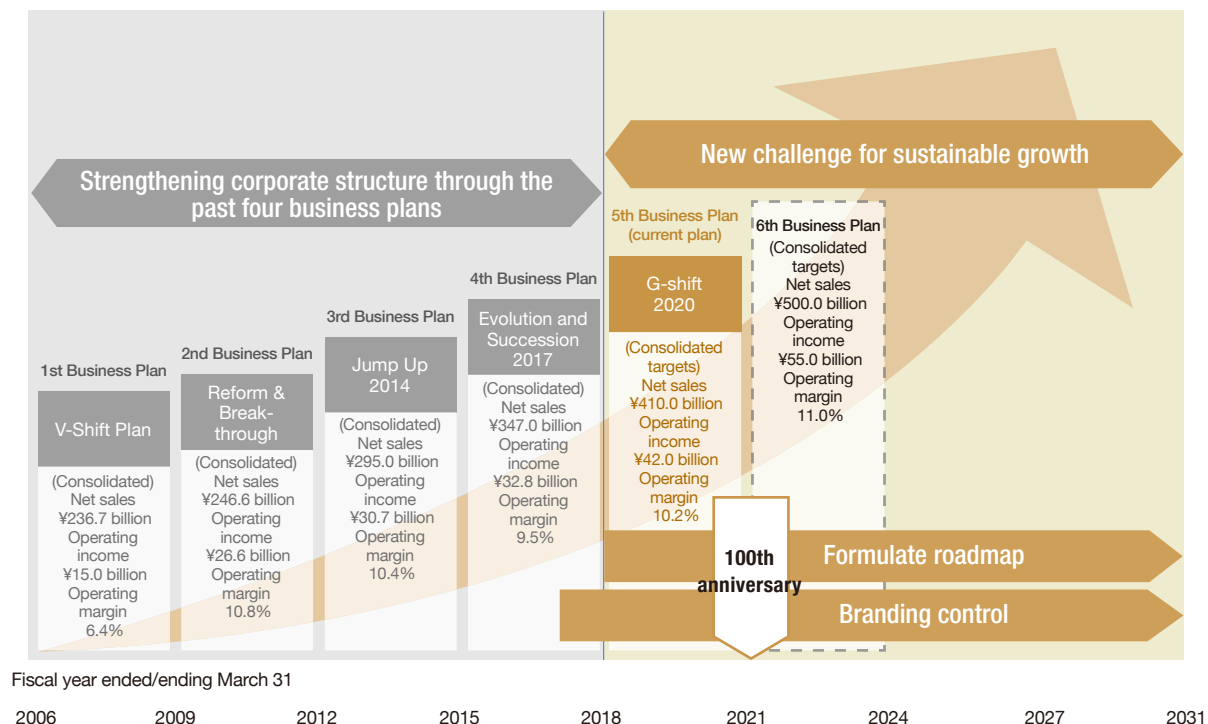 New challenge for sustainable growth
Strengthening corporate structure through the
past four business plans
1st Business Plan
V-Shift Plan
(Consolidated)
Net sales
¥236.7 billion
Operating
income
¥15.0 billion
Operating
margin
6.4%
2nd Business Plan
Reform &
Break-
through
(Consolidated)
Net sales
¥246.6 billion
Operating
income
¥26.6 billion
Operating
margin
10.8%
3rd Business Plan
Jump Up
2014
(Consolidated)
Net sales
¥295.0 billion
Operating
income
¥30.7 billion
Operating
margin
10.4%
4th Business Plan
Evolution and
Succession
2017
(Consolidated)
Net sales
¥347.0 billion
Operating
income
¥32.8 billion
Operating
margin
9.5%
5th Business Plan
(current plan)
G-shift
2020
(Consolidated
targets)
Net sales
¥410.0 billion
Operating
income
¥42.0 billion
Operating
margin
10.2%
6th Business Plan
(Consolidated
targets)
Net sales
¥500.0 billion
Operating
income
¥55.0 billion
Operating
margin
11.0%
100th
anniversary
Formulate roadmap
Branding control
Fiscal year ended/ending March 31
2006 2009 2012 2015 2018 2021 2024 2027 2031